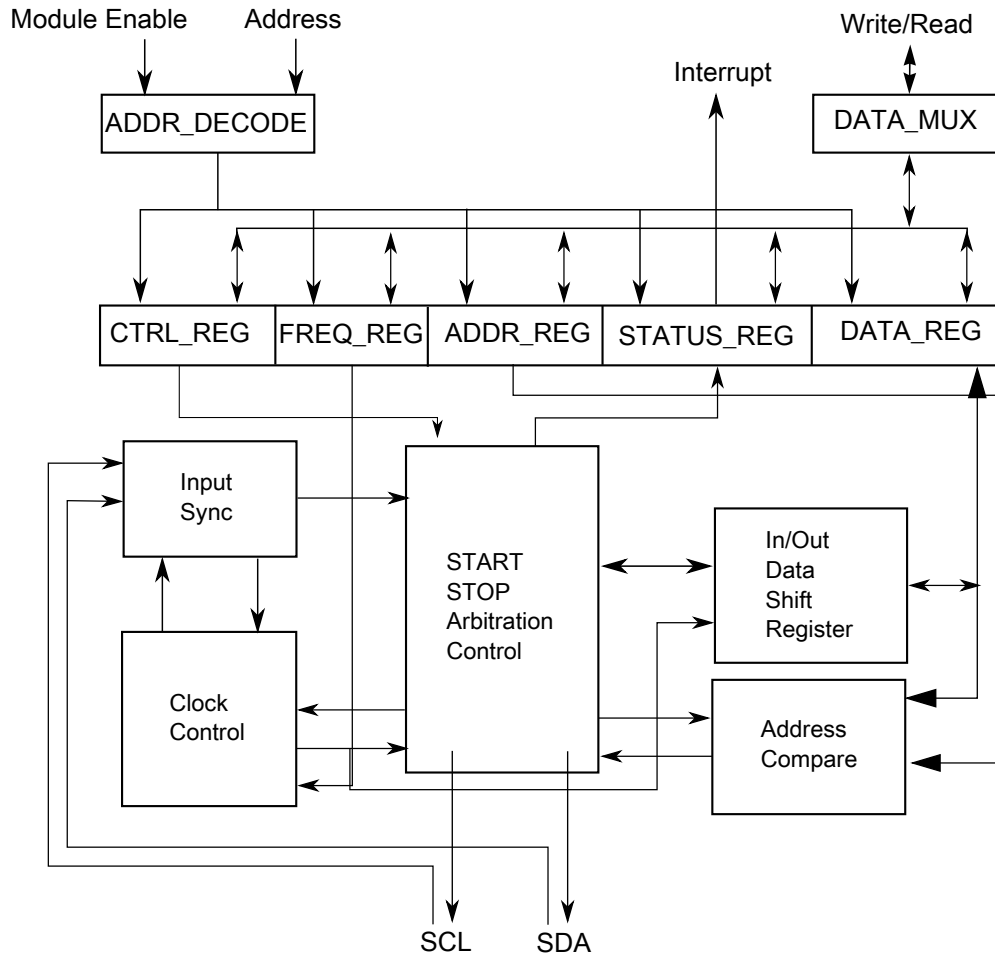 Module Enable
Address
Write/Read
Interrupt
ADDR_DECODE
DATA_MUX
CTRL_REG
FREQ_REG
ADDR_REG
STATUS_REG
DATA_REG
Input
Sync
START
STOP
Arbitration
Control
In/Out
Data
Shift
Register
Clock
Control
Address
Compare
SCL
SDA